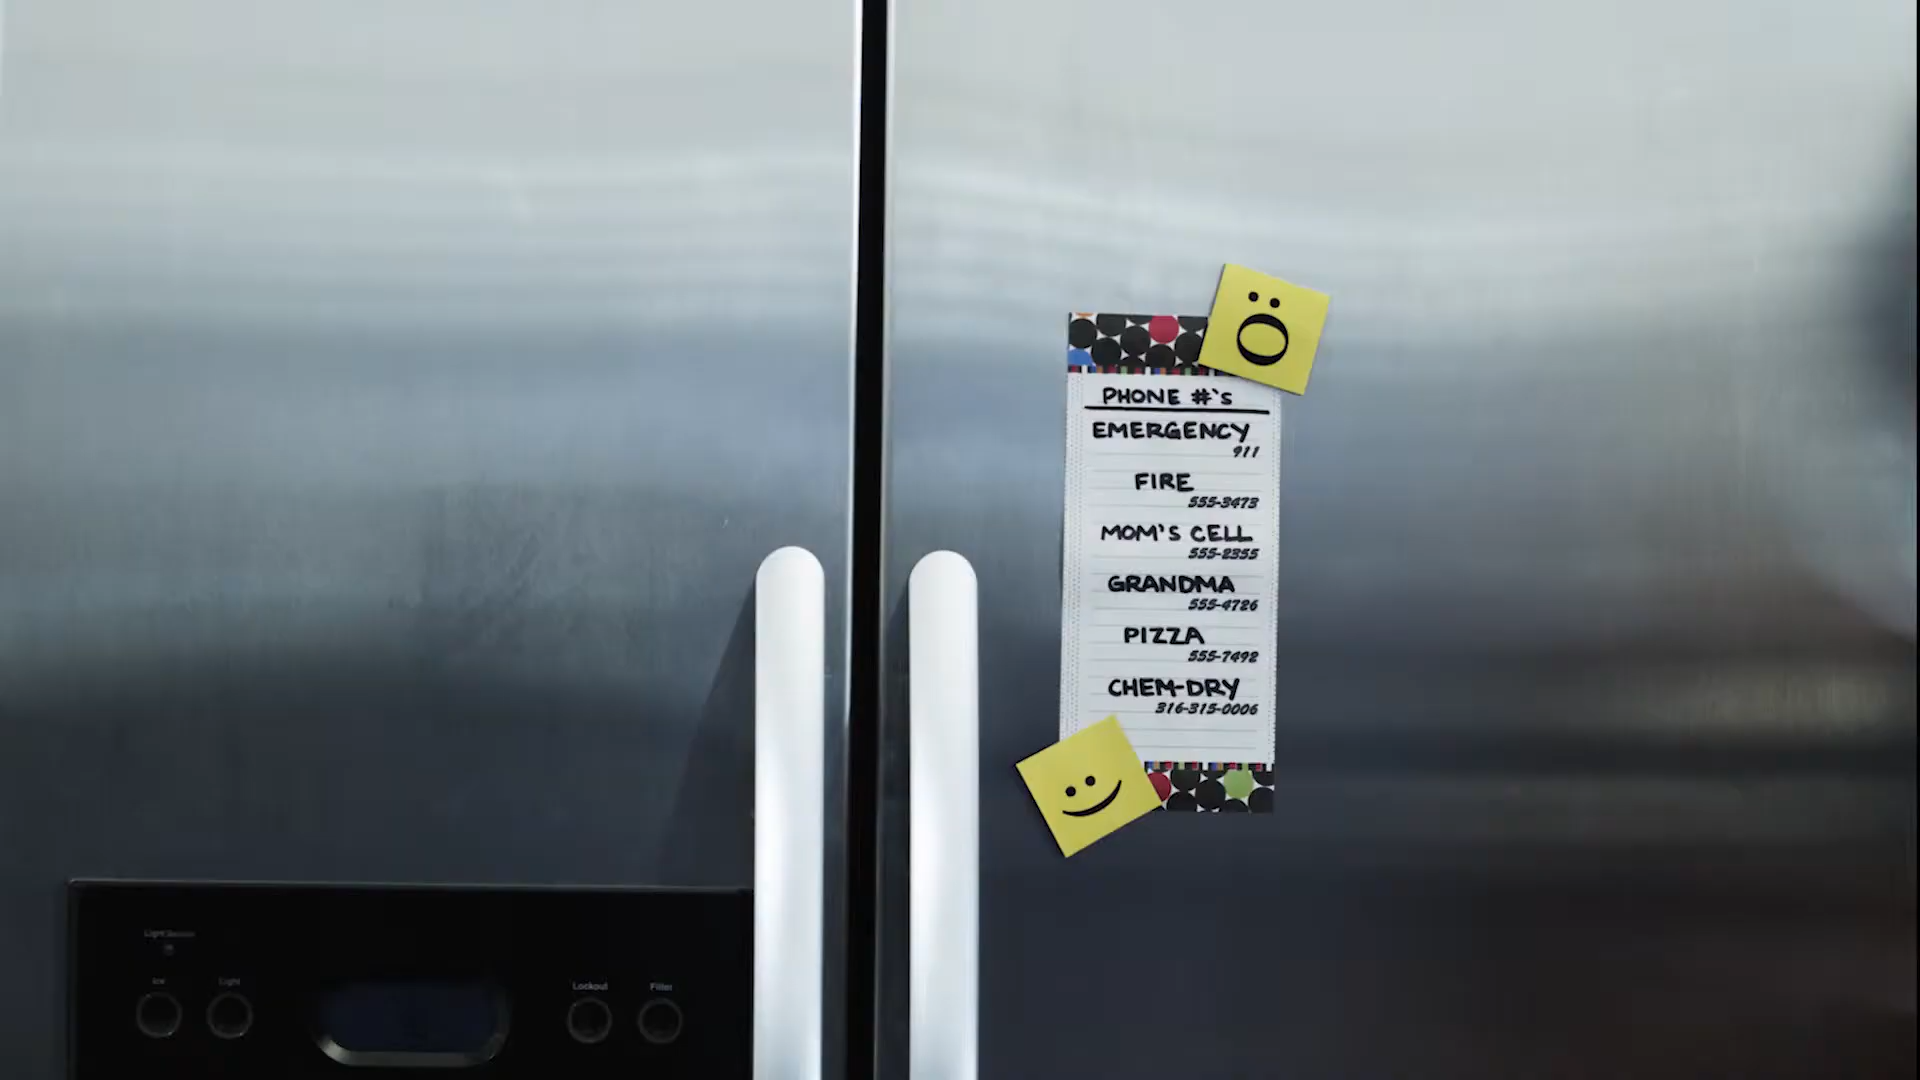 PHONE #'s
EMERGENCY
911
FIRE
555-3473
MOM'S CELL
555-2355
GRANDMA
555-4726
PIZZA
555-7492
CHEM-DRY
316-315-0006
Light Sensor
Ice
Light
Lockout
Filter